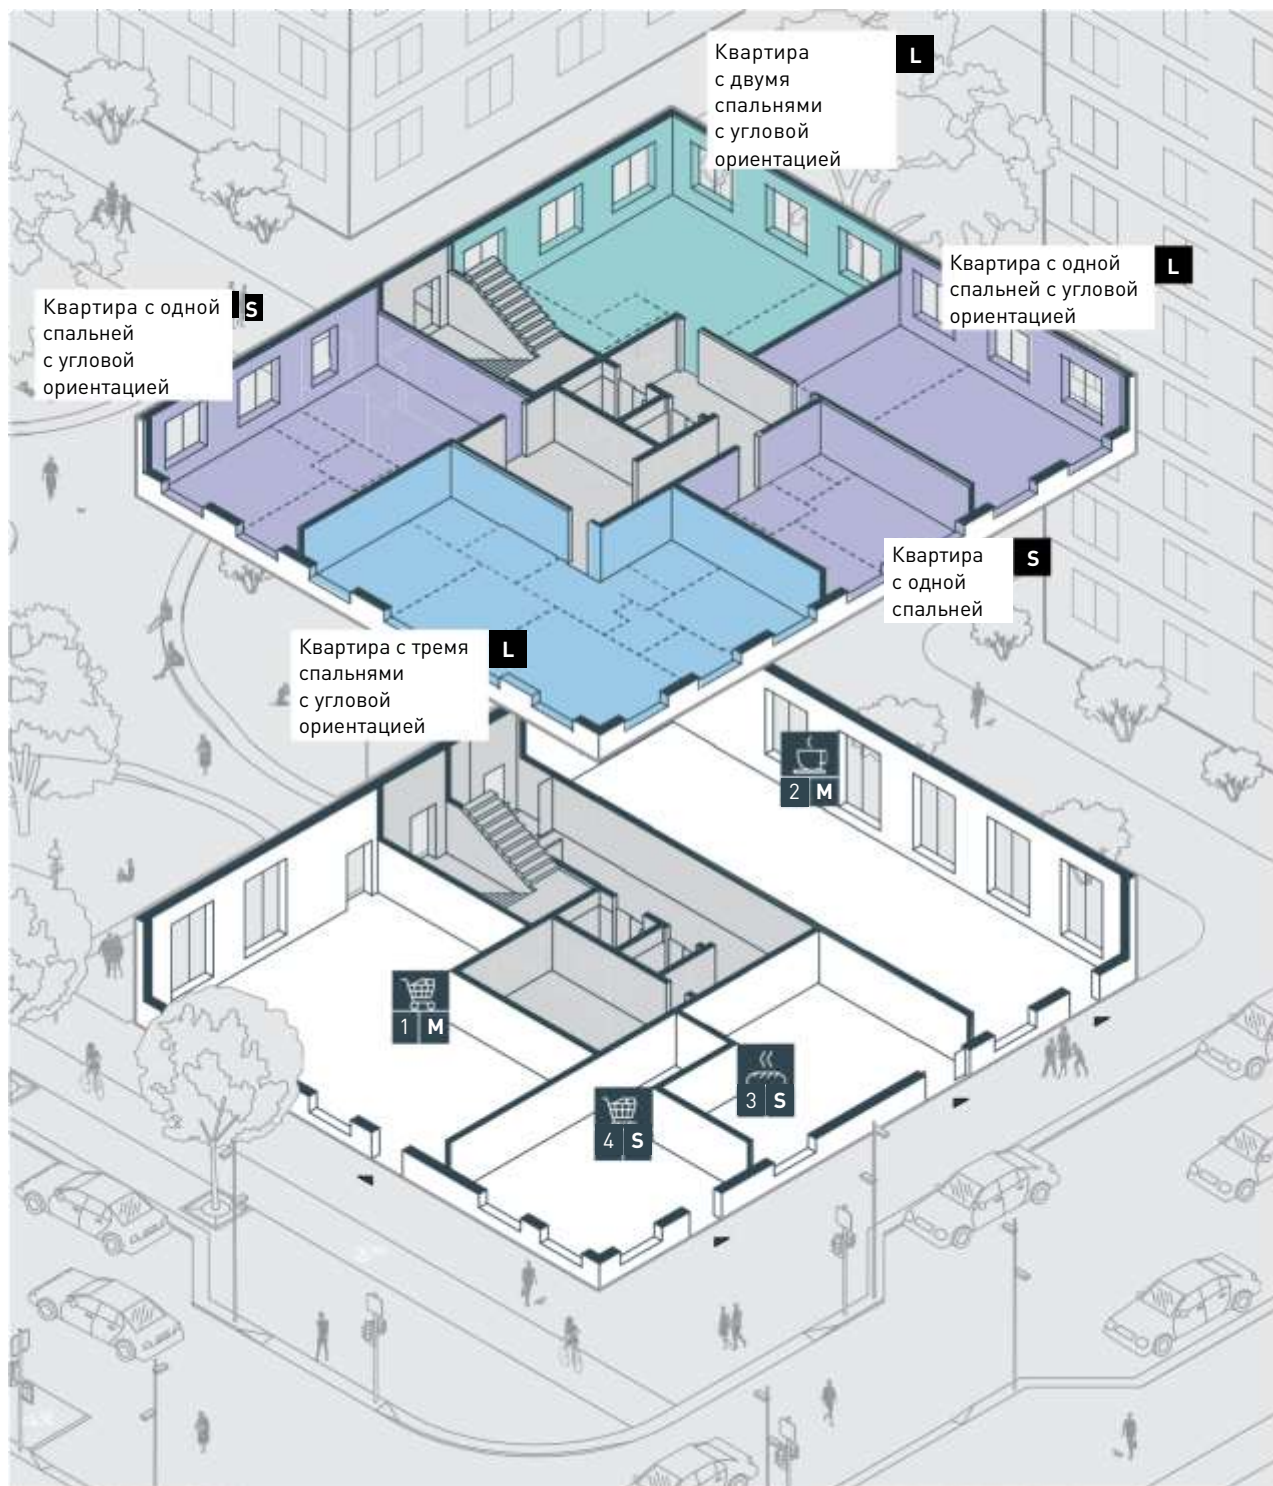 Квартира
с двумя
спальнями
с угловой
ориентацией
L
Квартира с одной
спальней с угловой
ориентацией
L
Квартира с одной
спальней
с угловой
ориентацией
S
Квартира
с одной
спальней
S
Квартира с тремя
спальнями
с угловой
ориентацией
L
2 M
1 M
3 S
4 S